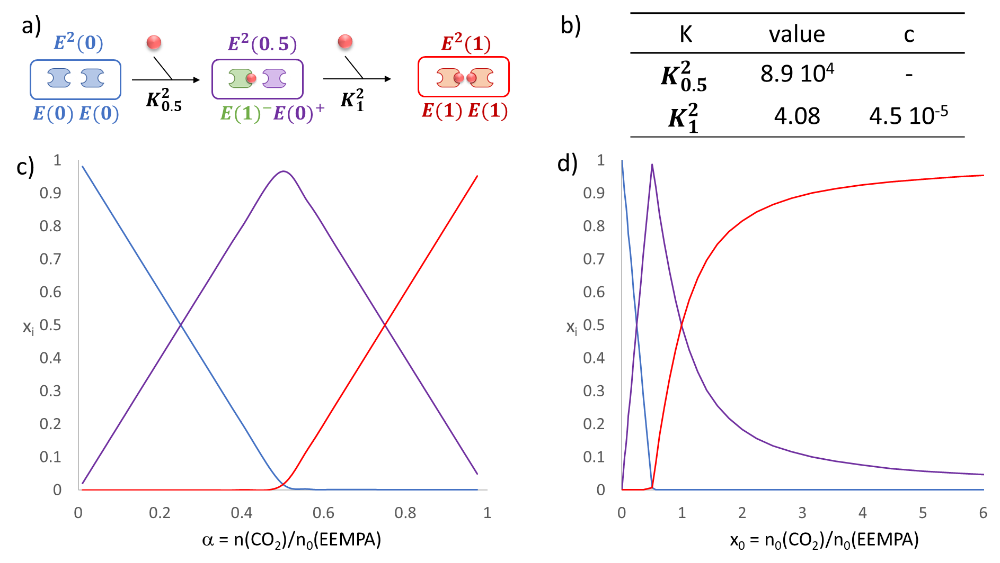 a)
E²(0)
E²(0.5)
E²(1)
K²₀.₅
K²₁
E(0) E(0)
E(1)⁻E(0)⁺
E(1) E(1)
b)
K value c
K²₀.₅ 8.9 10⁴ -
K²₁ 4.08 4.5 10⁻⁵
c)
1
0.9
0.8
0.7
0.6
0.5
0.4
0.3
0.2
0.1
0
xᵢ
0 0.2 0.4 0.6 0.8 1
α = n(CO₂)/n₀(EEMPA)
d)
1
0.9
0.8
0.7
0.6
0.5
0.4
0.3
0.2
0.1
0
xᵢ
0 1 2 3 4 5 6
x₀ = n₀(CO₂)/n₀(EEMPA)